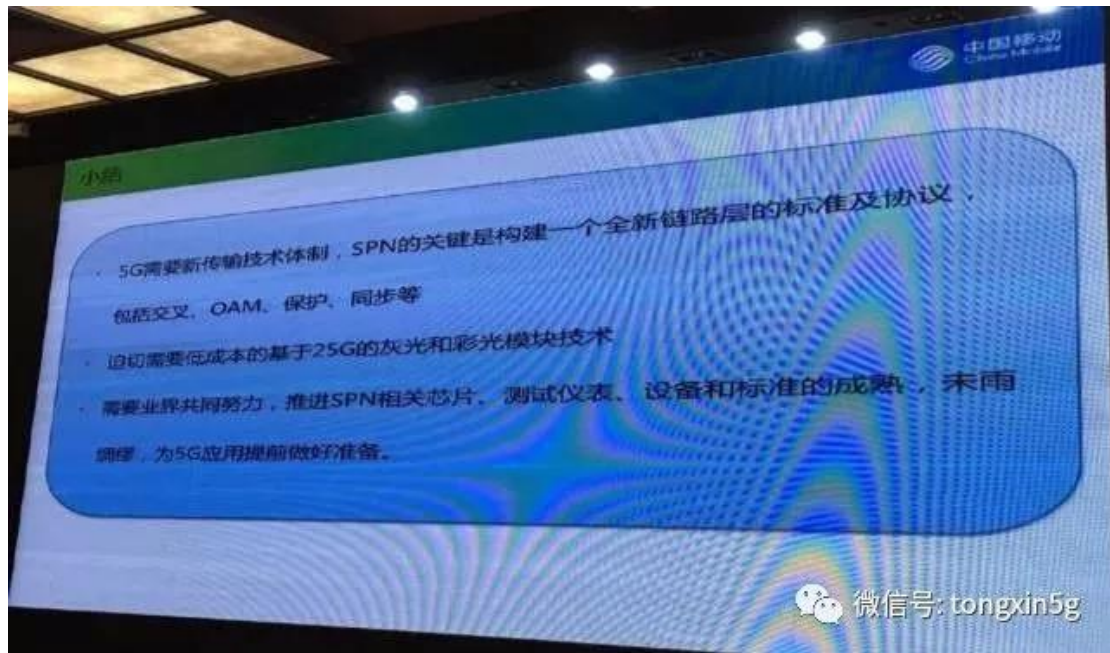 中国移动
China Mobile
小结
· 5G需要新传输技术体制，SPN的关键是构建一个全新链路层的标准及协议，
包括交叉、OAM、保护、同步等
· 迫切需要低成本的基于25G的灰光和彩光模块技术
· 需要业界共同努力，推进SPN相关芯片、测试仪表、设备和标准的成熟，未雨
绸缪，为5G应用提前做好准备。
微信号: tongxin5g